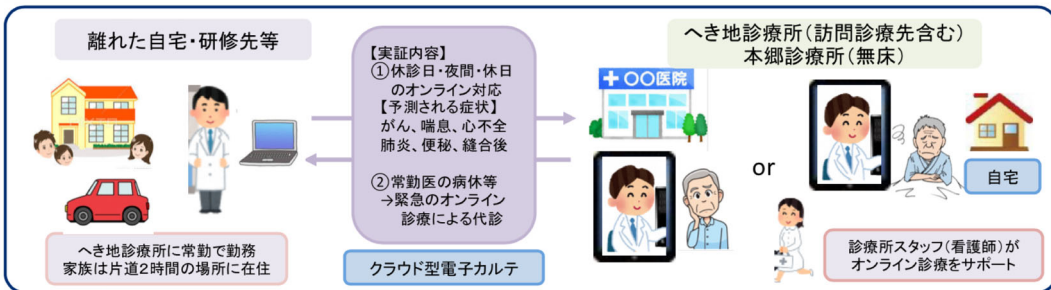 離れた自宅・研修先等
へき地診療所に常勤で勤務
家族は片道2時間の場所に在住
【実証内容】
①休診日・夜間・休日
のオンライン対応
【予測される症状】
がん、喘息、心不全
肺炎、便秘、縫合後
②常勤医の病休等
→緊急のオンライン
診療による代診
クラウド型電子カルテ
へき地診療所(訪問診療先含む)
本郷診療所(無床)
〇〇医院
or
自宅
診療所スタッフ(看護師)が
オンライン診療をサポート